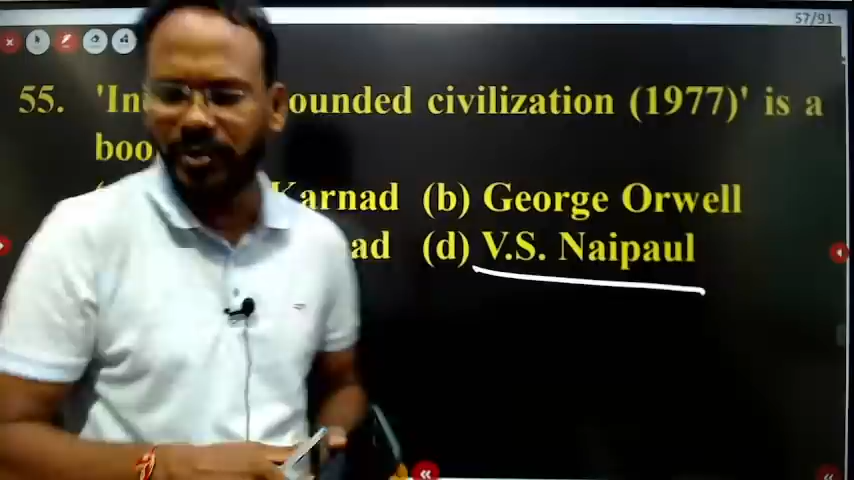 57/91
55. 'In ounded civilization (1977)' is a
boo
Karnad (b) George Orwell
ad (d) V.S. Naipaul